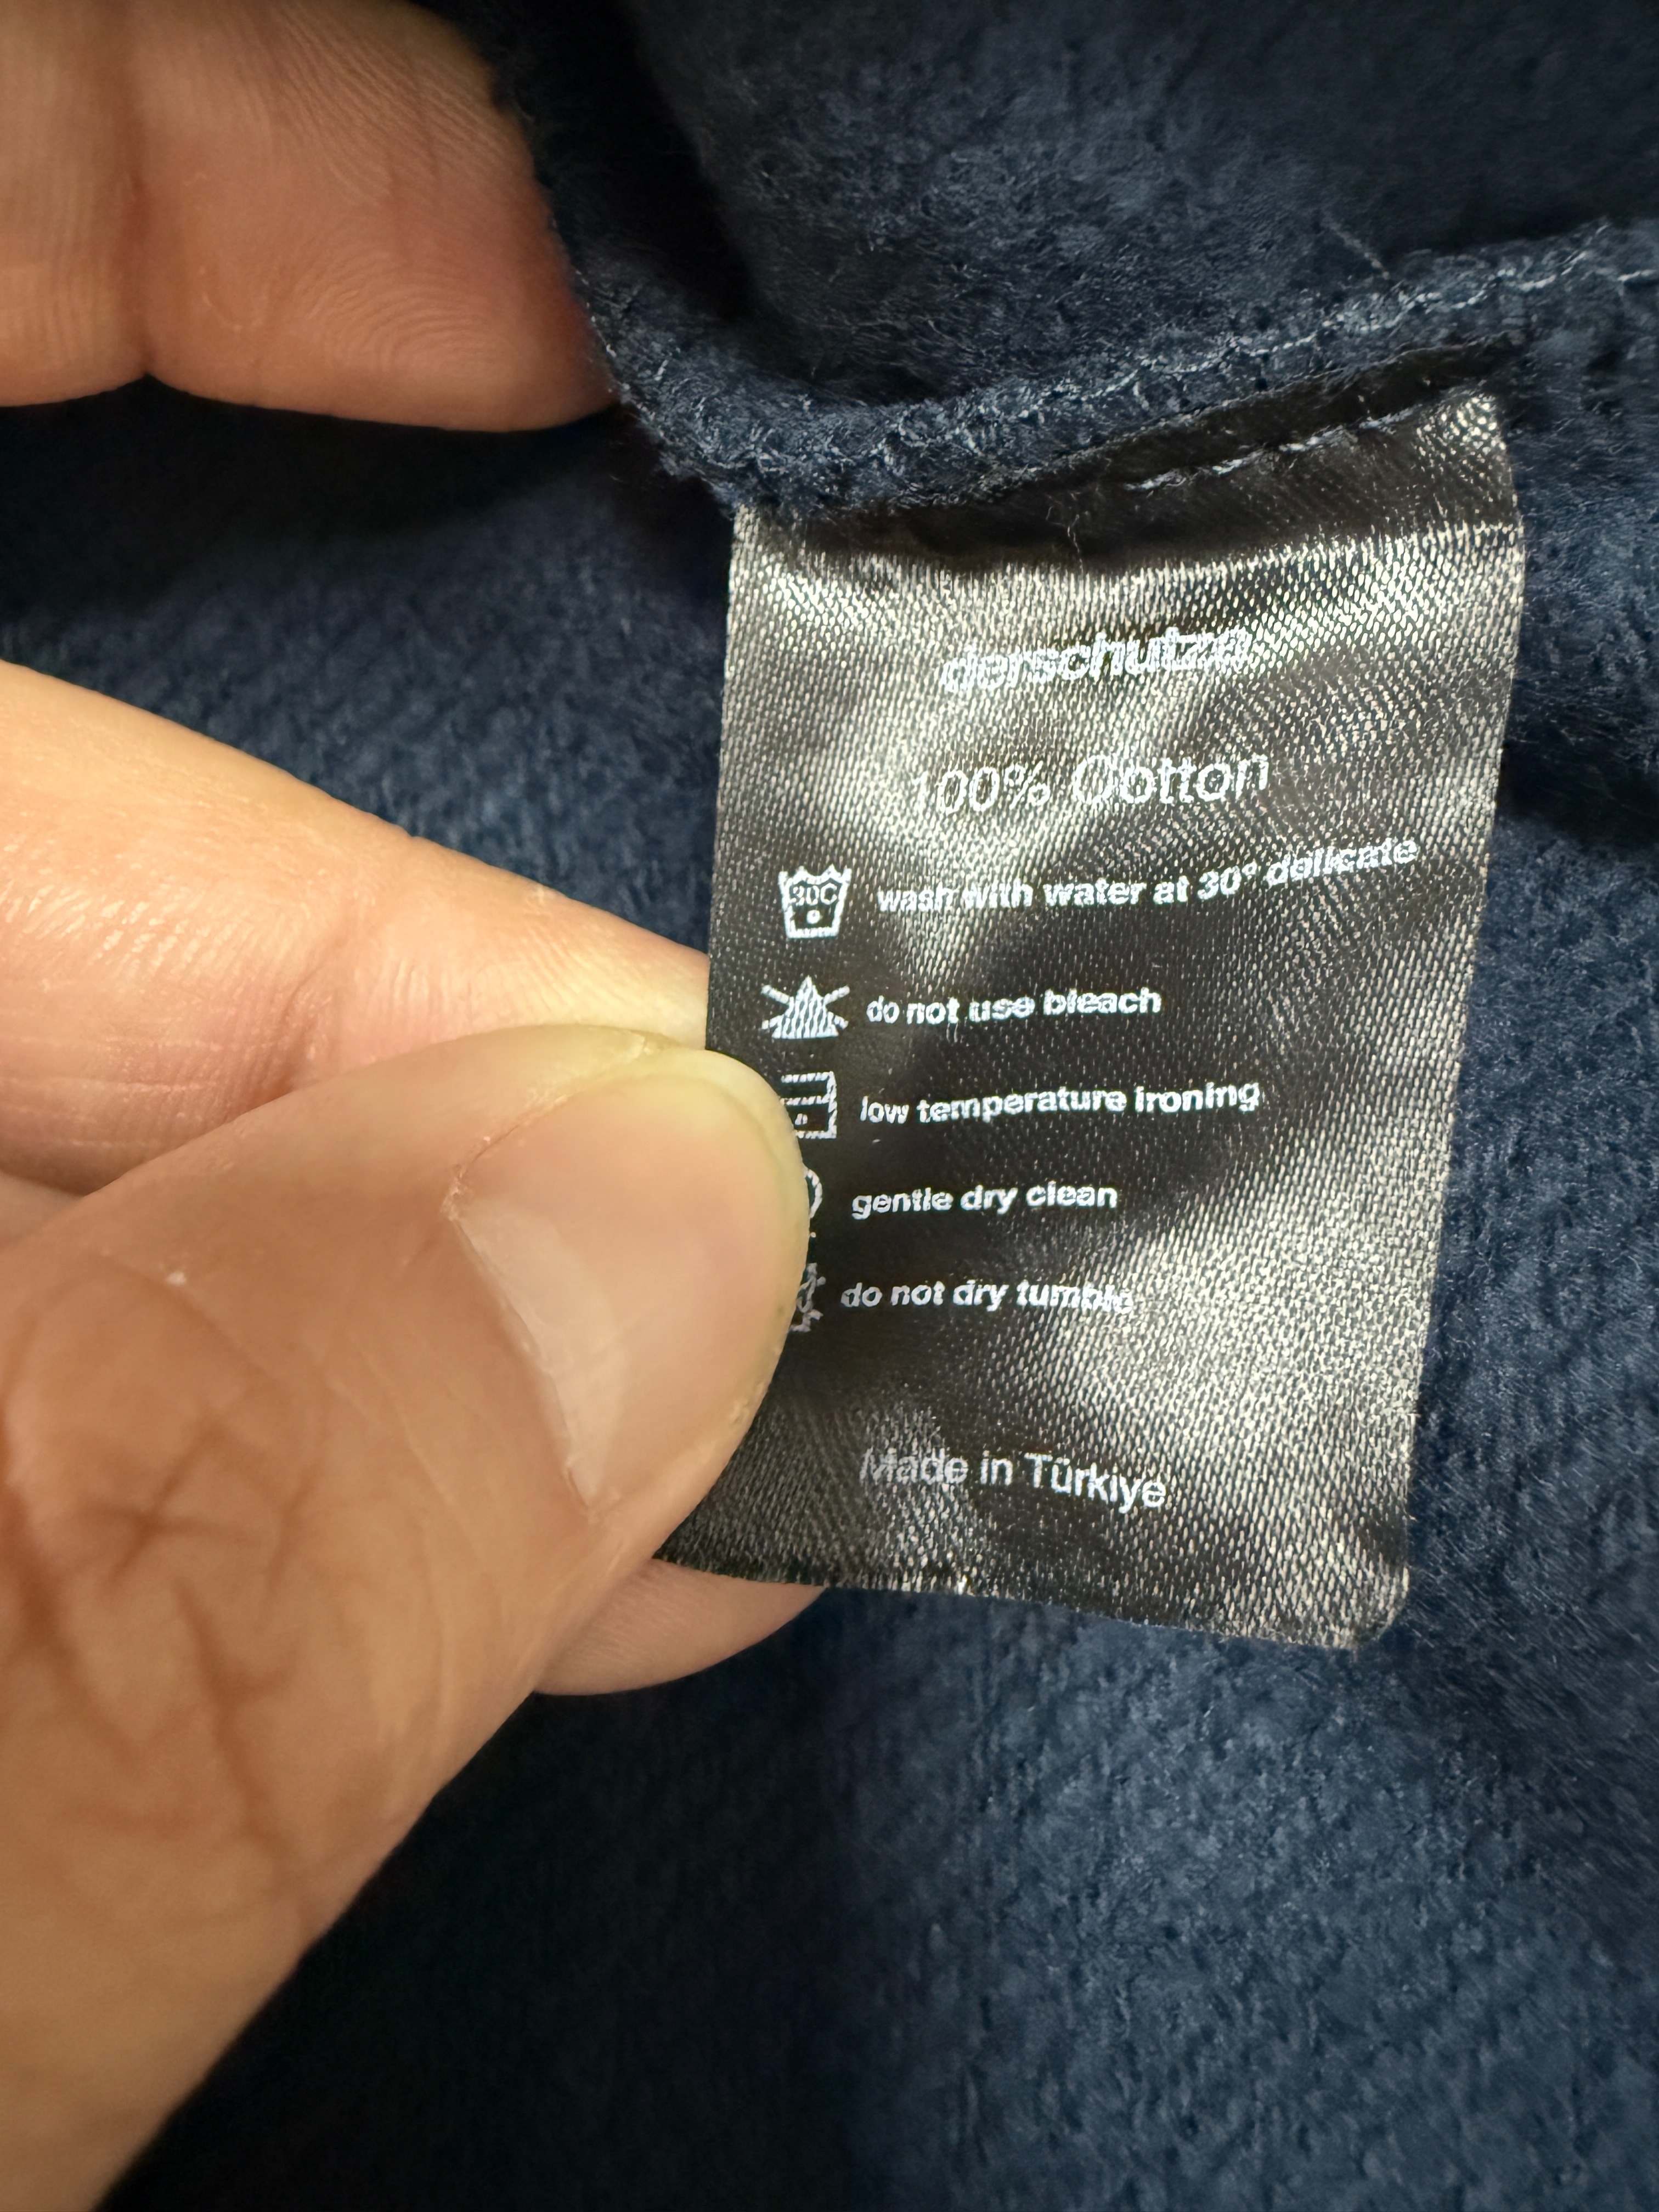 derschutze
100% Cotton
30C wash with water at 30° delicate
do not use bleach
low temperature ironing
gentle dry clean
do not dry tumble
Made in Türkiye